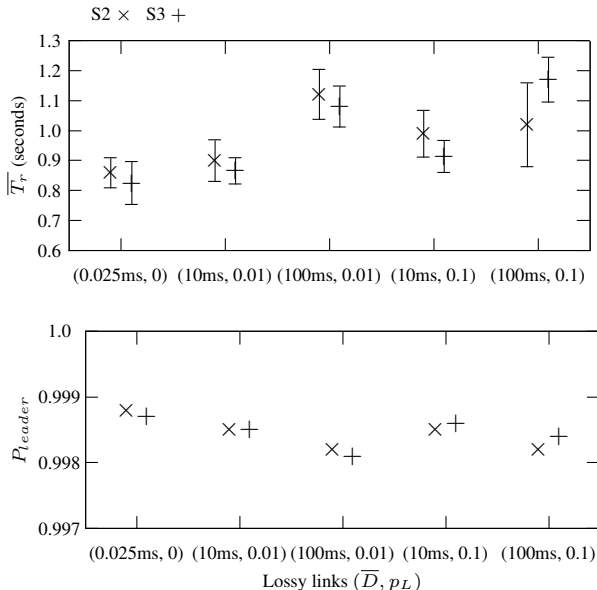 S2 × S3 +
1.3
1.2
1.1
1.0
0.9
0.8
0.7
0.6
T̅r (seconds)
(0.025ms, 0) (10ms, 0.01) (100ms, 0.01) (10ms, 0.1) (100ms, 0.1)
1.0
0.999
0.998
0.997
Pleader
(0.025ms, 0) (10ms, 0.01) (100ms, 0.01) (10ms, 0.1) (100ms, 0.1)
Lossy links (D̅, pL)